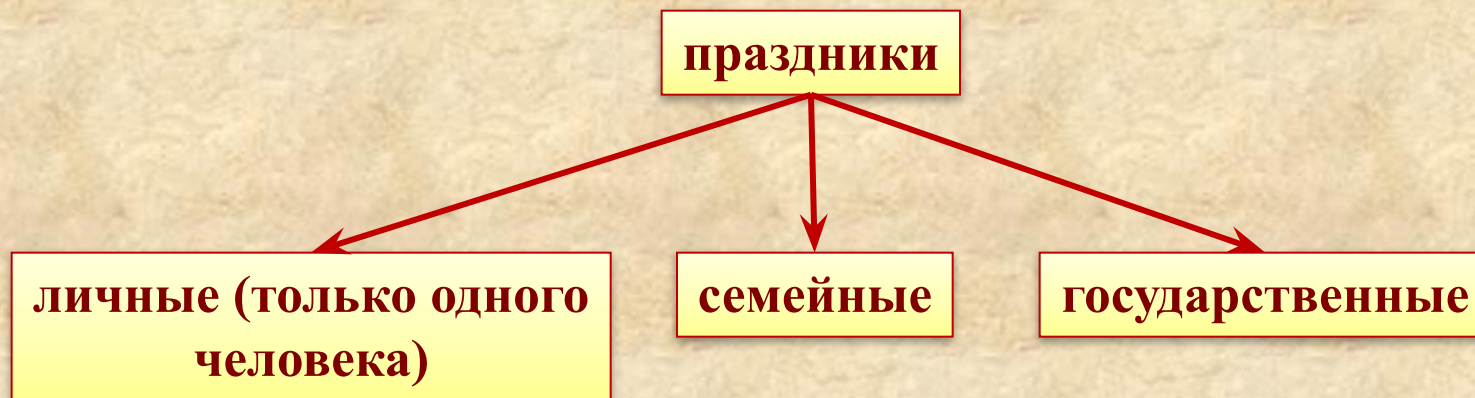 праздники
личные (только одного
человека)
семейные
государственные